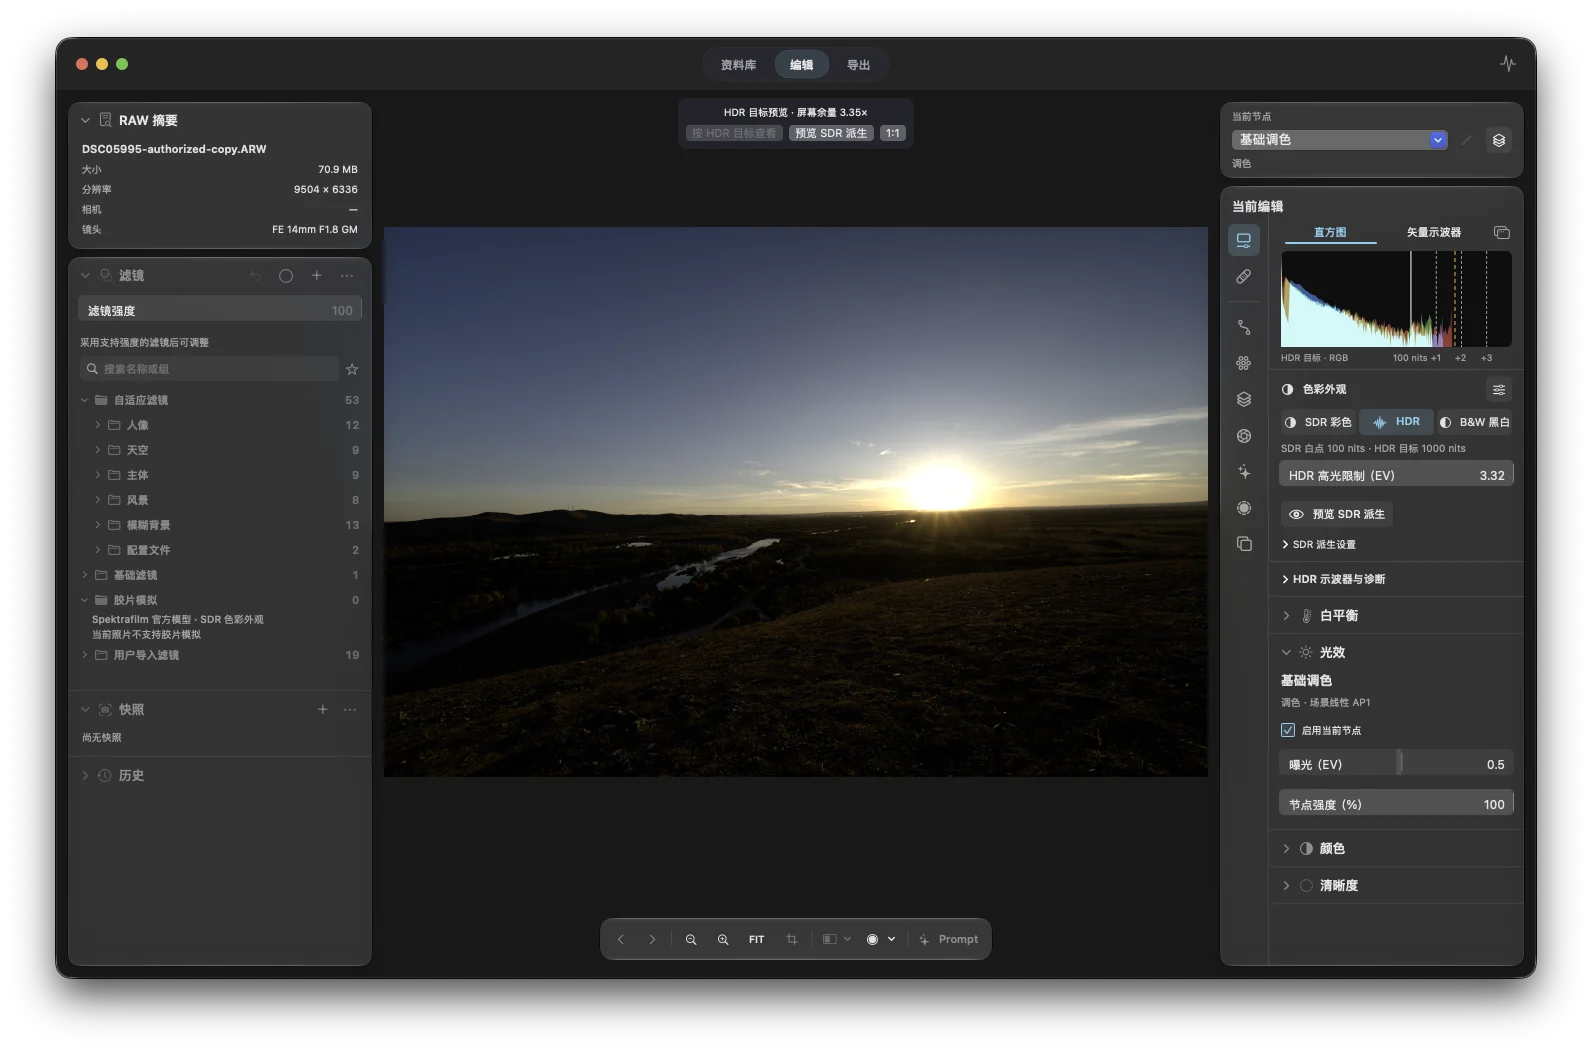 资料库
编辑
导出
RAW 摘要
DSC05995-authorized-copy.ARW
大小 70.9 MB
分辨率 9504 × 6336
相机 —
镜头 FE 14mm F1.8 GM
滤镜
滤镜强度 100
采用支持强度的滤镜后可调整
搜索名称或组
自适应滤镜 53
人像 12
天空 9
主体 9
风景 8
模糊背景 13
配置文件 2
基础滤镜 1
胶片模拟 0
Spektrafilm 官方模型 · SDR 色彩外观
当前照片不支持胶片模拟
用户导入滤镜 19
快照
尚无快照
历史
HDR 目标预览 · 屏幕余量 3.35×
按 HDR 目标查看 预览 SDR 派生 1:1
FIT
Prompt
当前节点
基础调色
调色
当前编辑
直方图 矢量示波器
HDR 目标 · RGB 100 nits +1 +2 +3
色彩外观
SDR 彩色 HDR B&W 黑白
SDR 白点 100 nits · HDR 目标 1000 nits
HDR 高光限制 (EV) 3.32
预览 SDR 派生
SDR 派生设置
HDR 示波器与诊断
白平衡
光效
基础调色
调色 · 场景线性 AP1
启用当前节点
曝光 (EV) 0.5
节点强度 (%) 100
颜色
清晰度